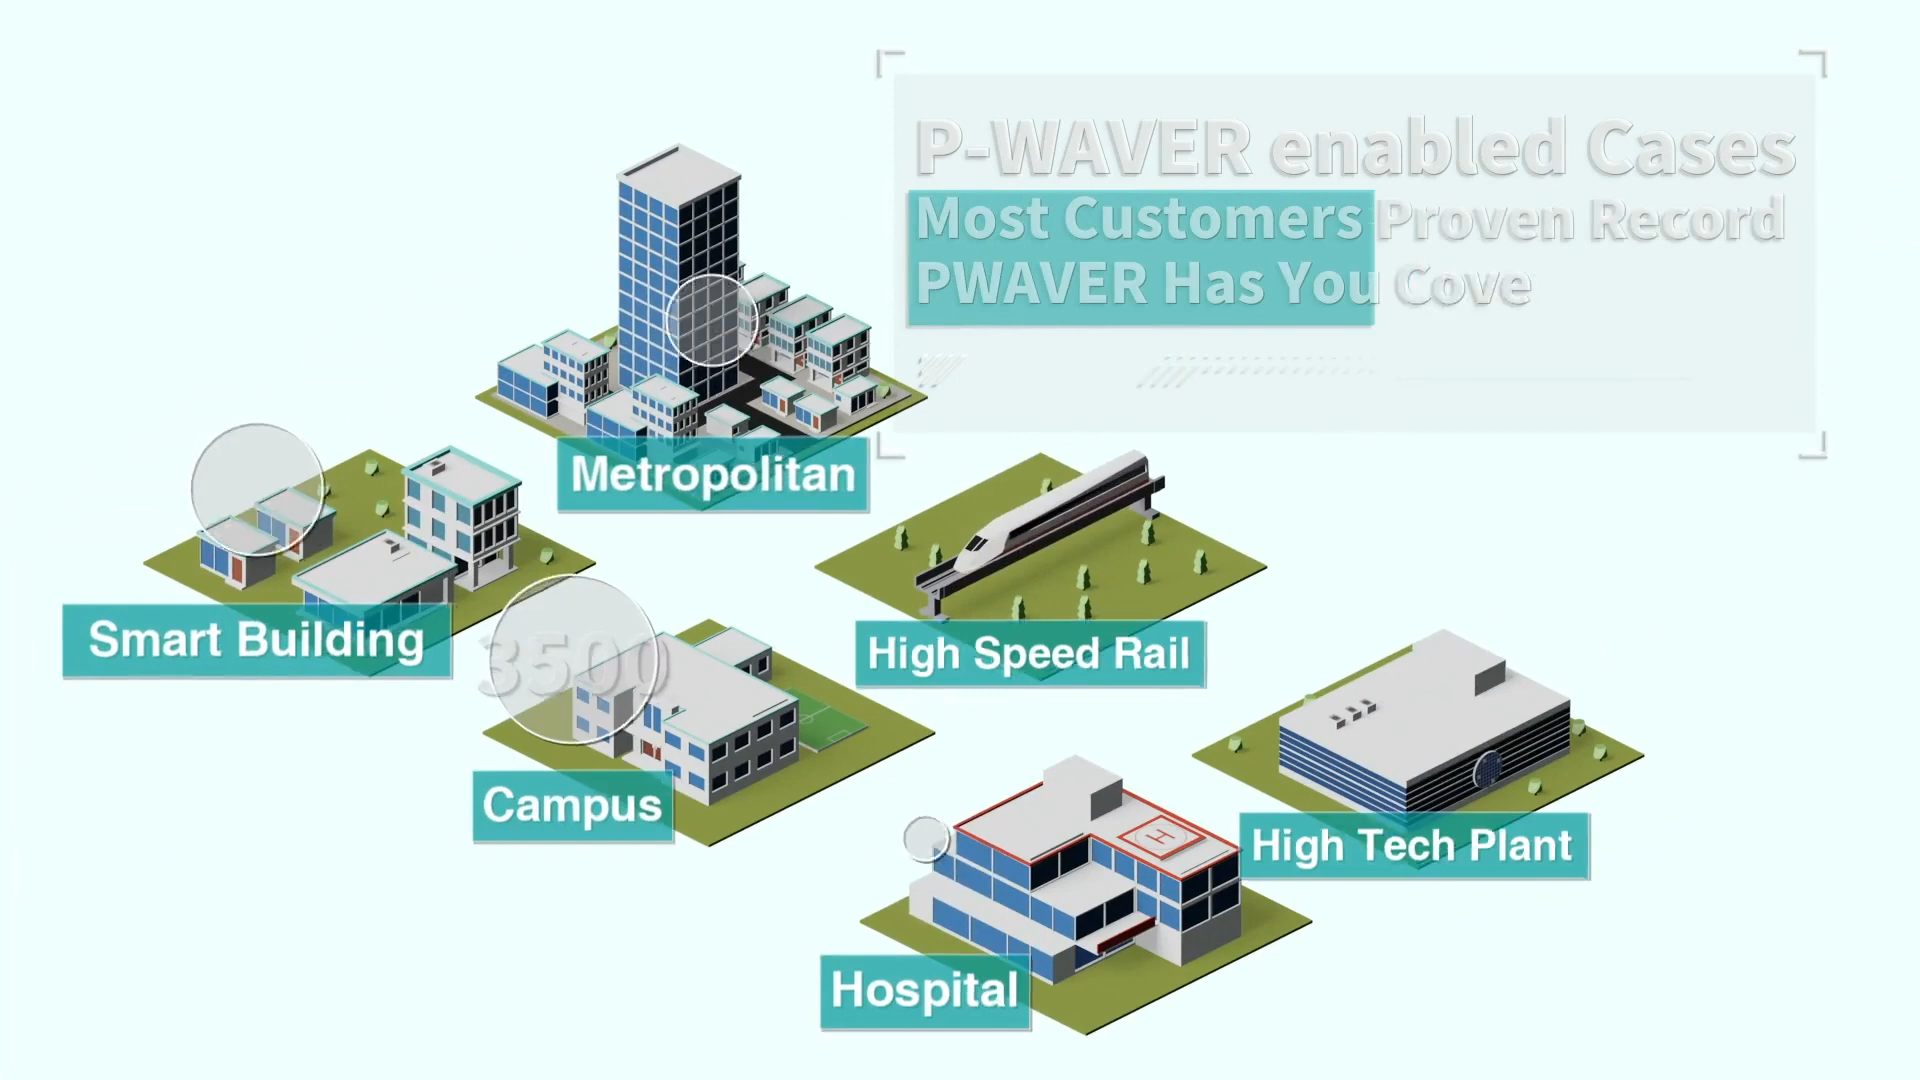 P-WAVER enabled Cases
Most Customers Proven Record
PWAVER Has You Cove
Metropolitan
Smart Building
3500
High Speed Rail
Campus
High Tech Plant
H
Hospital